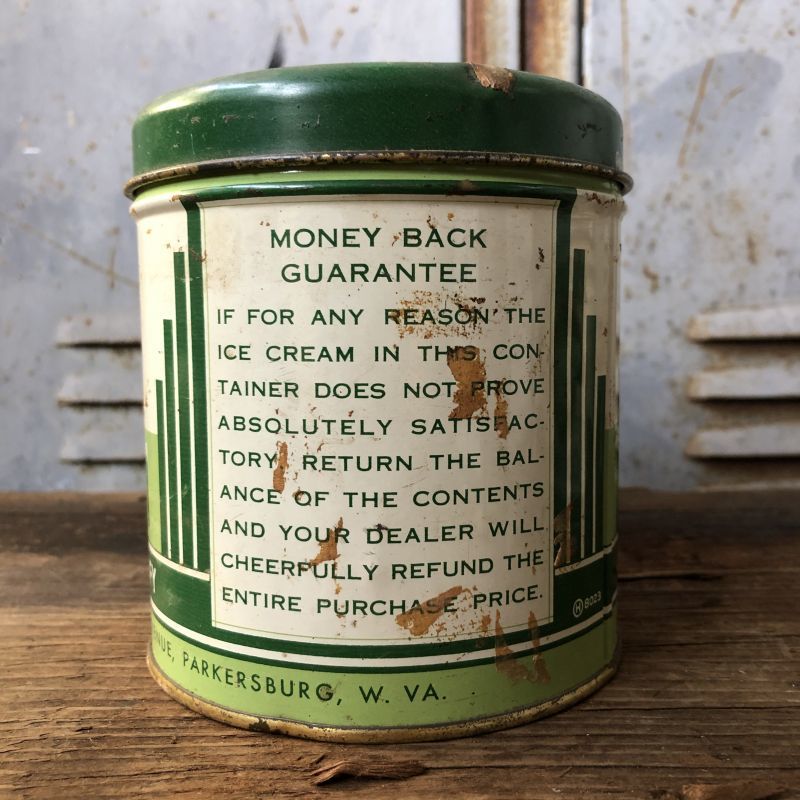 MONEY BACK
GUARANTEE
IF FOR ANY REASON THE
ICE CREAM IN THIS CON-
TAINER DOES NOT PROVE
ABSOLUTELY SATISFAC-
TORY, RETURN THE BAL-
ANCE OF THE CONTENTS
AND YOUR DEALER WILL
CHEERFULLY REFUND THE
ENTIRE PURCHASE PRICE.
Ⓗ 8023
PARKERSBURG, W. VA.